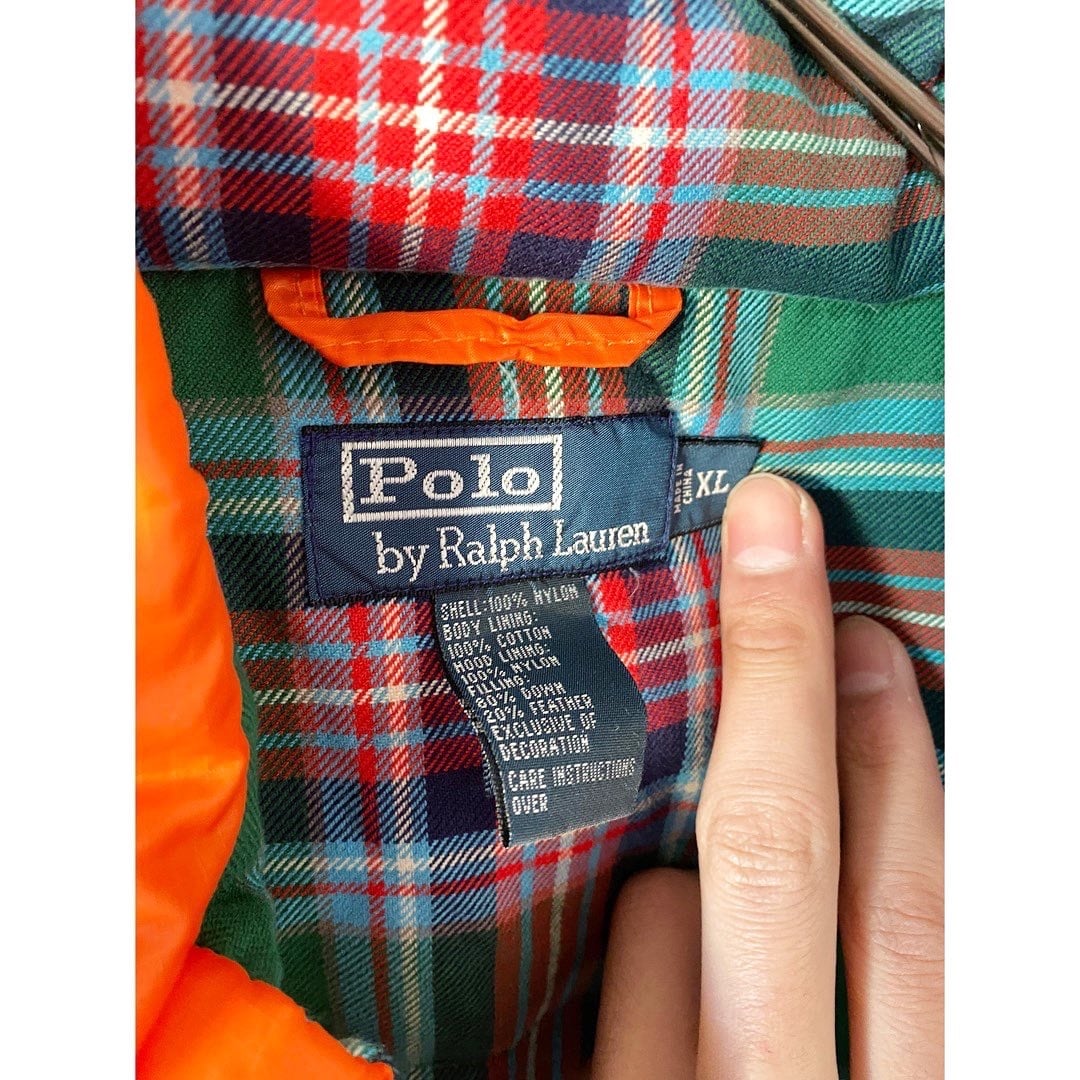 Polo
by Ralph Lauren
MADE IN
CHINA
XL
SHELL:100% NYLON
BODY LINING:
100% COTTON
HOOD LINING:
100% NYLON
FILLING:
80% DOWN
20% FEATHER
EXCLUSIVE OF
DECORATION
CARE INSTRUCTIONS
OVER